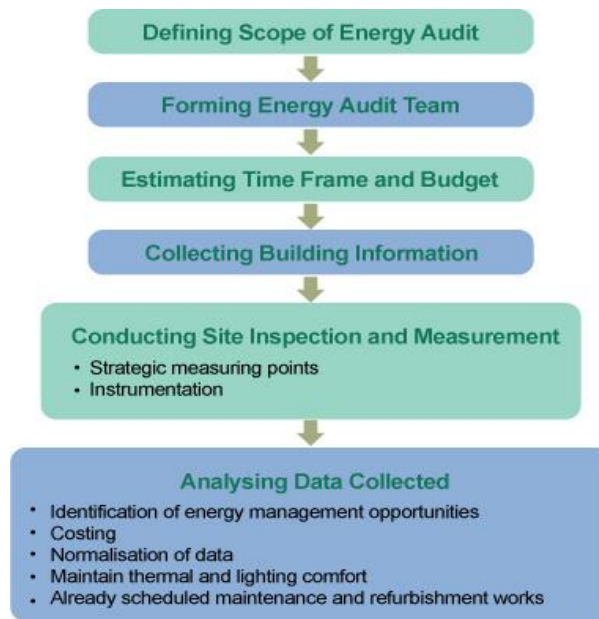 Defining Scope of Energy Audit
Forming Energy Audit Team
Estimating Time Frame and Budget
Collecting Building Information
Conducting Site Inspection and Measurement
• Strategic measuring points
• Instrumentation
Analysing Data Collected
• Identification of energy management opportunities
• Costing
• Normalisation of data
• Maintain thermal and lighting comfort
• Already scheduled maintenance and refurbishment works